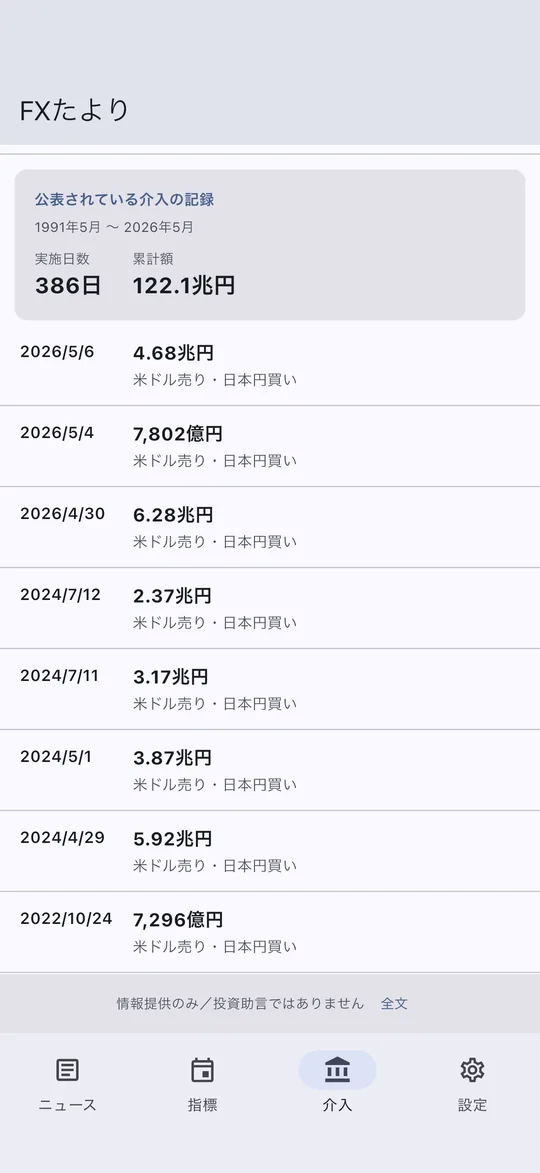 FXたより
公表されている介入の記録
1991年5月 〜 2026年5月
実施日数 累計額
386日 122.1兆円
2026/5/6 4.68兆円
米ドル売り・日本円買い
2026/5/4 7,802億円
米ドル売り・日本円買い
2026/4/30 6.28兆円
米ドル売り・日本円買い
2024/7/12 2.37兆円
米ドル売り・日本円買い
2024/7/11 3.17兆円
米ドル売り・日本円買い
2024/5/1 3.87兆円
米ドル売り・日本円買い
2024/4/29 5.92兆円
米ドル売り・日本円買い
2022/10/24 7,296億円
米ドル売り・日本円買い
情報提供のみ／投資助言ではありません 全文
ニュース 指標 介入 設定